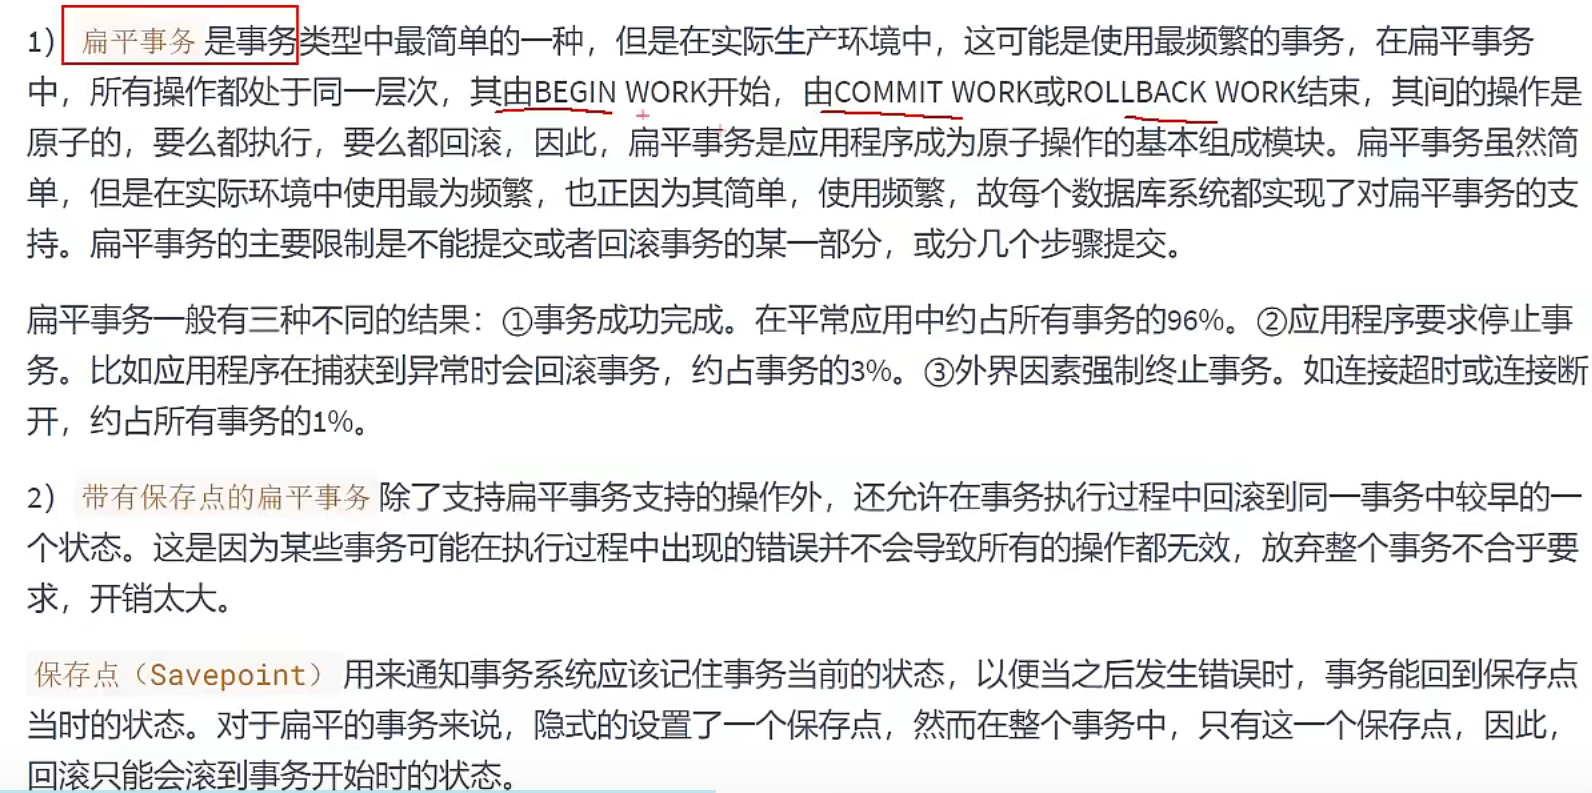 1） 扁平事务 是事务类型中最简单的一种，但是在实际生产环境中，这可能是使用最频繁的事务，在扁平事务
中，所有操作都处于同一层次，其由BEGIN WORK开始，由COMMIT WORK或ROLLBACK WORK结束，其间的操作是
原子的，要么都执行，要么都回滚，因此，扁平事务是应用程序成为原子操作的基本组成模块。扁平事务虽然简
单，但是在实际环境中使用最为频繁，也正因为其简单，使用频繁，故每个数据库系统都实现了对扁平事务的支
持。扁平事务的主要限制是不能提交或者回滚事务的某一部分，或分几个步骤提交。
扁平事务一般有三种不同的结果：①事务成功完成。在平常应用中约占所有事务的96%。②应用程序要求停止事
务。比如应用程序在捕获到异常时会回滚事务，约占事务的3%。③外界因素强制终止事务。如连接超时或连接断
开，约占所有事务的1%。
2） 带有保存点的扁平事务 除了支持扁平事务支持的操作外，还允许在事务执行过程中回滚到同一事务中较早的一
个状态。这是因为某些事务可能在执行过程中出现的错误并不会导致所有的操作都无效，放弃整个事务不合乎要
求，开销太大。
保存点（Savepoint） 用来通知事务系统应该记住事务当前的状态，以便当之后发生错误时，事务能回到保存点
当时的状态。对于扁平的事务来说，隐式的设置了一个保存点，然而在整个事务中，只有这一个保存点，因此，
回滚只能会滚到事务开始时的状态。